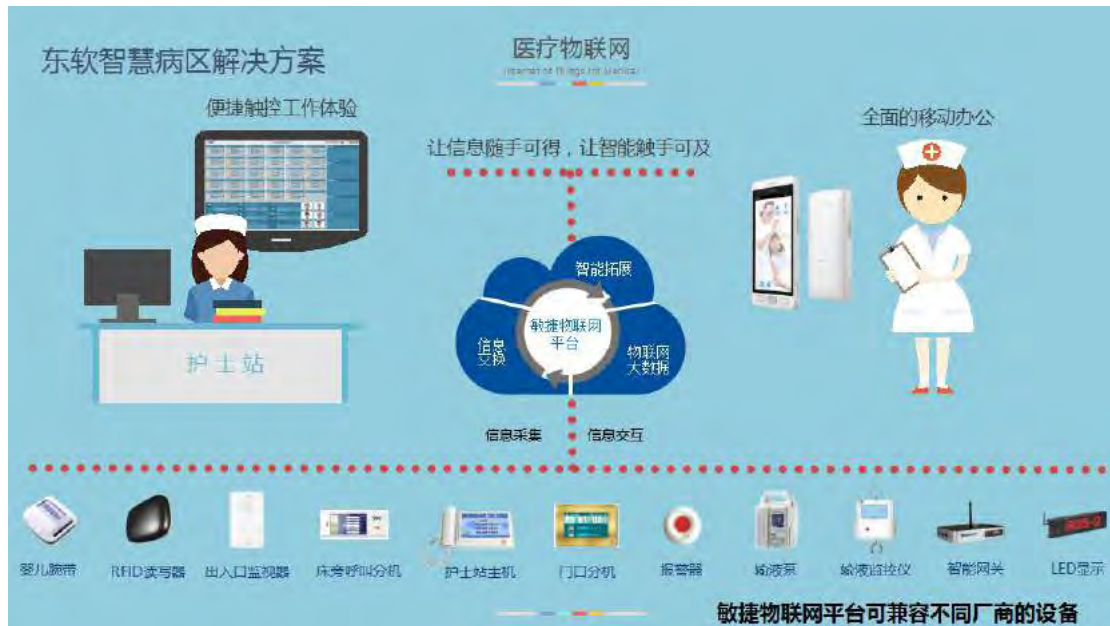 东软智慧病区解决方案
医疗物联网
Internet of Things for Medical
便捷触控工作体验
全面的移动办公
让信息随手可得，让智能触手可及
智能拓展
敏捷物联网
平台
信息
交换
物联网
大数据
护士站
信息采集
信息交互
婴儿腕带
RFID读写器
出入口监视器
床旁呼叫分机
护士站主机
门口分机
报警器
输液泵
输液监控仪
智能网关
LED显示
敏捷物联网平台可兼容不同厂商的设备